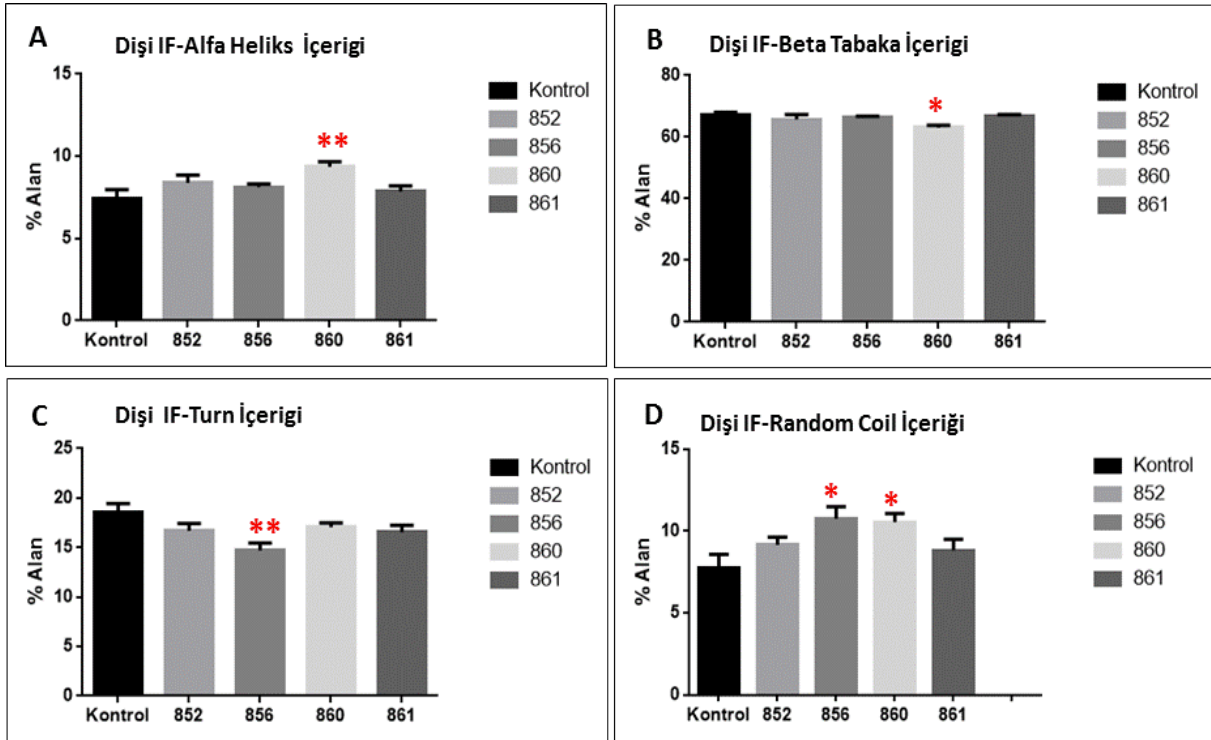 A
Dişi IF-Alfa Heliks İçerigi
15
10
5
0
% Alan
**
Kontrol
852
856
860
861
Kontrol 852 856 860 861
B
Dişi IF-Beta Tabaka İçerigi
80
60
40
20
0
% Alan
*
Kontrol
852
856
860
861
Kontrol 852 856 860 861
C
Dişi IF-Turn İçerigi
25
20
15
10
5
0
% Alan
**
Kontrol
852
856
860
861
Kontrol 852 856 860 861
D
Dişi IF-Random Coil İçeriği
15
10
5
0
% Alan
* *
Kontrol
852
856
860
861
Kontrol 852 856 860 861